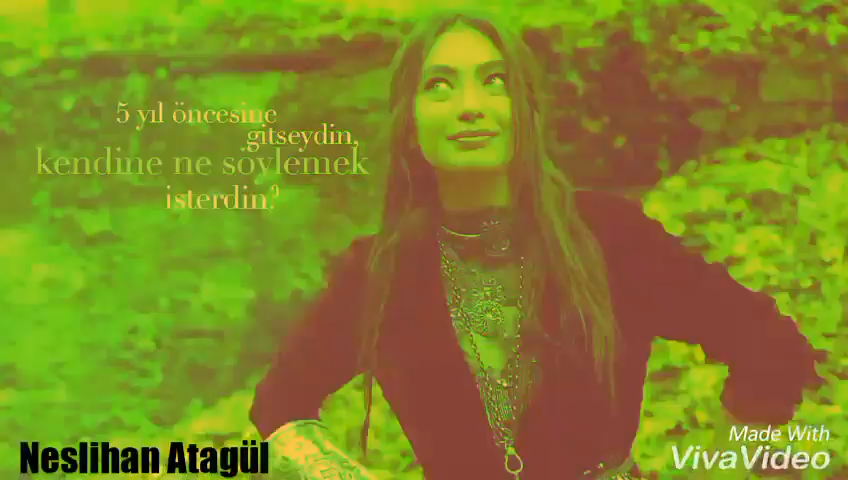 5 yıl öncesine
gitseydin,
kendine ne söylemek
isterdin?
Neslihan Atagül
Made With
VivaVideo